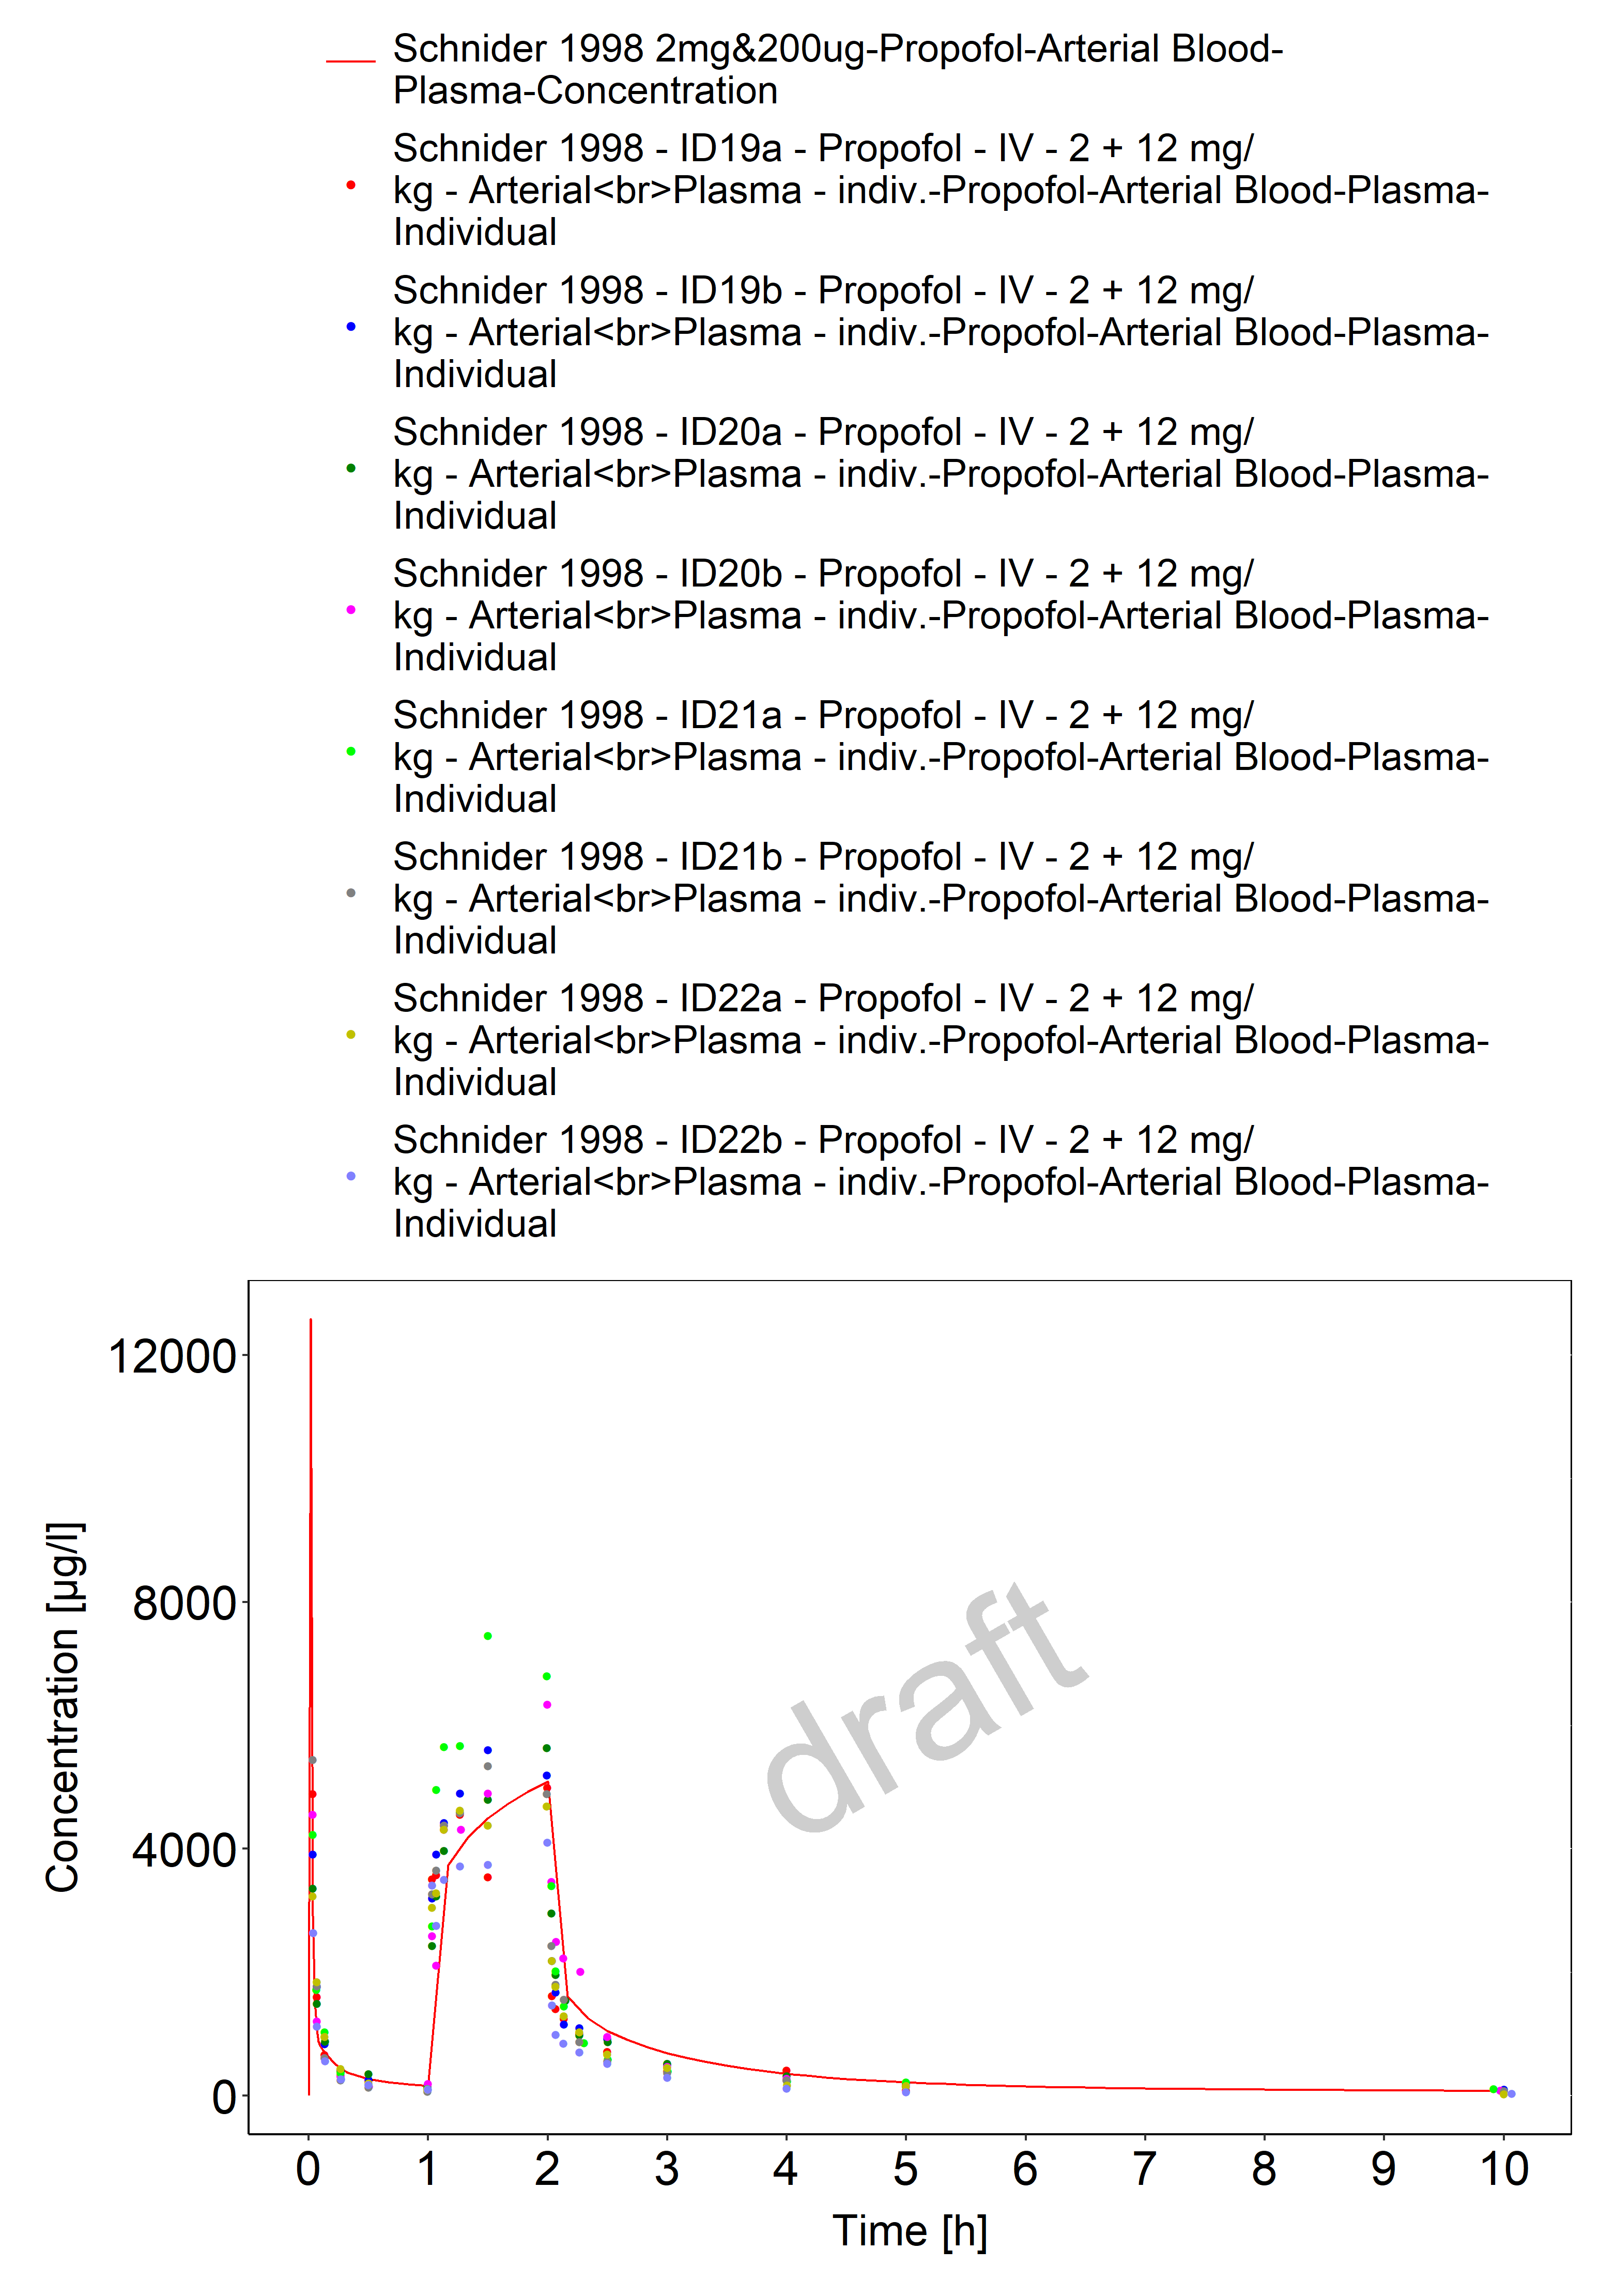 Schnider 1998 2mg&200ug-Propofol-Arterial Blood-
Plasma-Concentration
Schnider 1998 - ID19a - Propofol - IV - 2 + 12 mg/
kg - Arterial<br>Plasma - indiv.-Propofol-Arterial Blood-Plasma-
Individual
Schnider 1998 - ID19b - Propofol - IV - 2 + 12 mg/
kg - Arterial<br>Plasma - indiv.-Propofol-Arterial Blood-Plasma-
Individual
Schnider 1998 - ID20a - Propofol - IV - 2 + 12 mg/
kg - Arterial<br>Plasma - indiv.-Propofol-Arterial Blood-Plasma-
Individual
Schnider 1998 - ID20b - Propofol - IV - 2 + 12 mg/
kg - Arterial<br>Plasma - indiv.-Propofol-Arterial Blood-Plasma-
Individual
Schnider 1998 - ID21a - Propofol - IV - 2 + 12 mg/
kg - Arterial<br>Plasma - indiv.-Propofol-Arterial Blood-Plasma-
Individual
Schnider 1998 - ID21b - Propofol - IV - 2 + 12 mg/
kg - Arterial<br>Plasma - indiv.-Propofol-Arterial Blood-Plasma-
Individual
Schnider 1998 - ID22a - Propofol - IV - 2 + 12 mg/
kg - Arterial<br>Plasma - indiv.-Propofol-Arterial Blood-Plasma-
Individual
Schnider 1998 - ID22b - Propofol - IV - 2 + 12 mg/
kg - Arterial<br>Plasma - indiv.-Propofol-Arterial Blood-Plasma-
Individual
12000
8000
4000
0
Concentration [µg/l]
draft
0 1 2 3 4 5 6 7 8 9 10
Time [h]